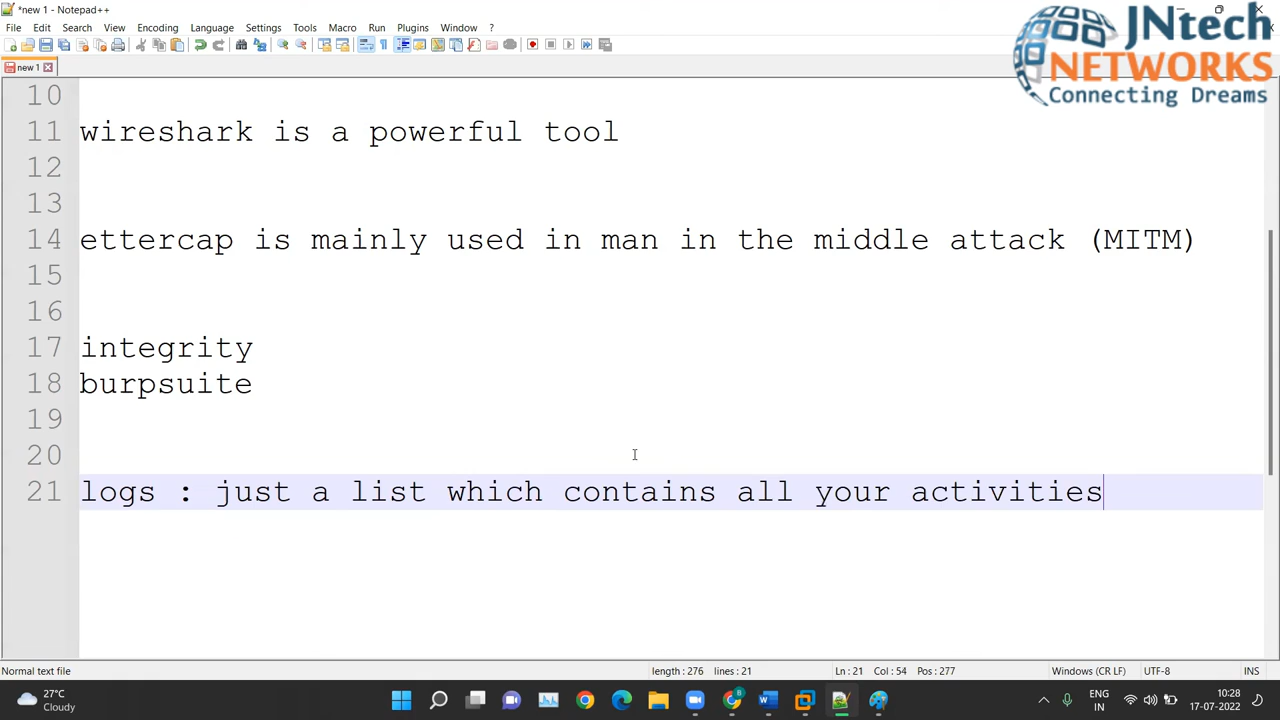 *new 1 - Notepad++
File Edit Search View Encoding Language Settings Tools Macro Run Plugins Window ?
new 1
JNtech
NETWORKS
Connecting Dreams
10
11 wireshark is a powerful tool
12
13
14 ettercap is mainly used in man in the middle attack (MITM)
15
16
17 integrity
18 burpsuite
19
20
21 logs : just a list which contains all your activities
Normal text file length : 276 lines : 21 Ln : 21 Col : 54 Pos : 277 Windows (CR LF) UTF-8 INS
27°C
Cloudy
ENG
IN
10:28
17-07-2022